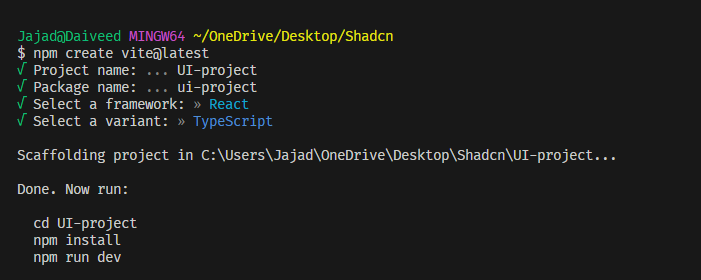 Jajad@Daiveed MINGW64 ~/OneDrive/Desktop/Shadcn
$ npm create vite@latest
√ Project name: ... UI-project
√ Package name: ... ui-project
√ Select a framework: » React
√ Select a variant: » TypeScript
Scaffolding project in C:\Users\Jajad\OneDrive\Desktop\Shadcn\UI-project...
Done. Now run:
cd UI-project
npm install
npm run dev